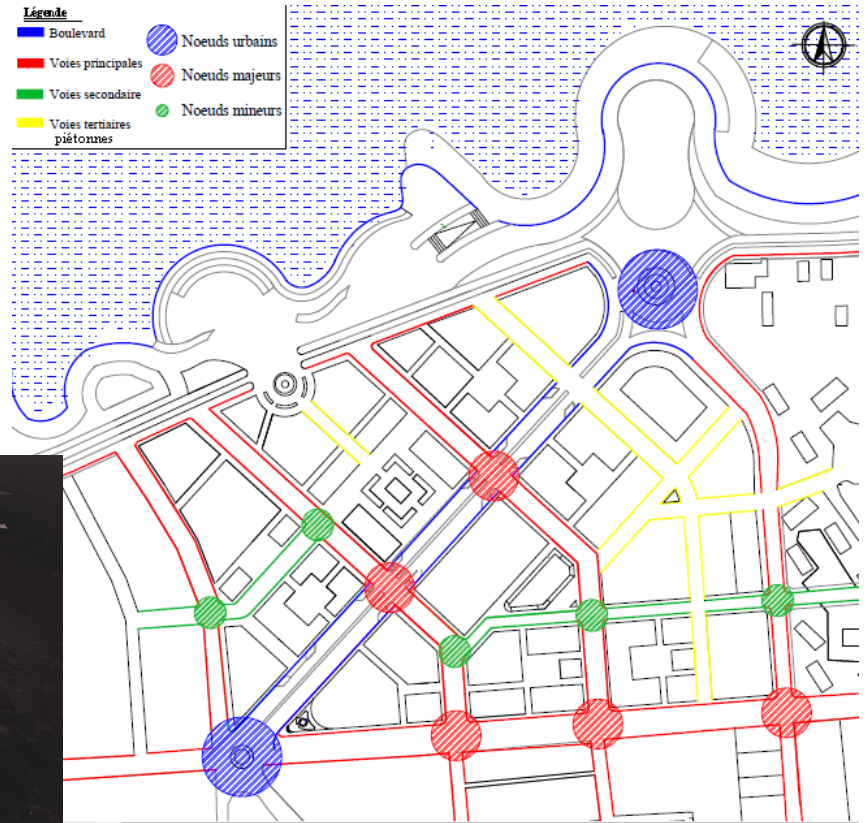 Légende
Boulevard
Voies principales
Voies secondaire
Voies tertiaires
piétonnes
Noeuds urbains
Noeuds majeurs
Noeuds mineurs